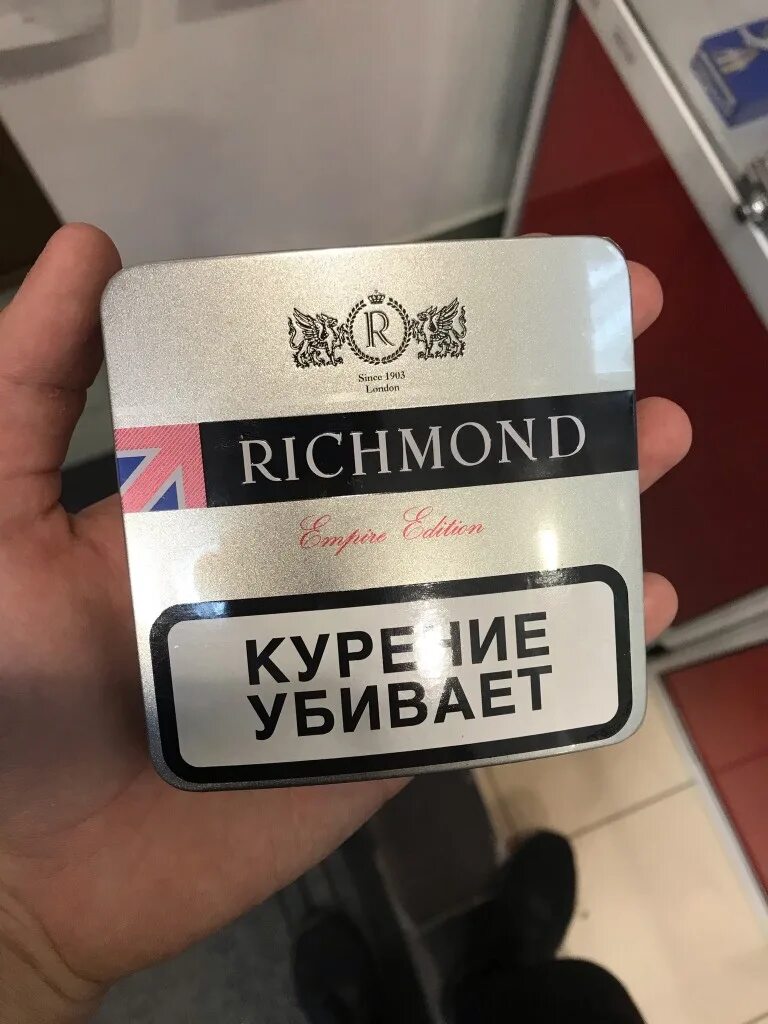 R
Since 1903
London
RICHMOND
Empire Edition
КУРЕНИЕ
УБИВАЕТ